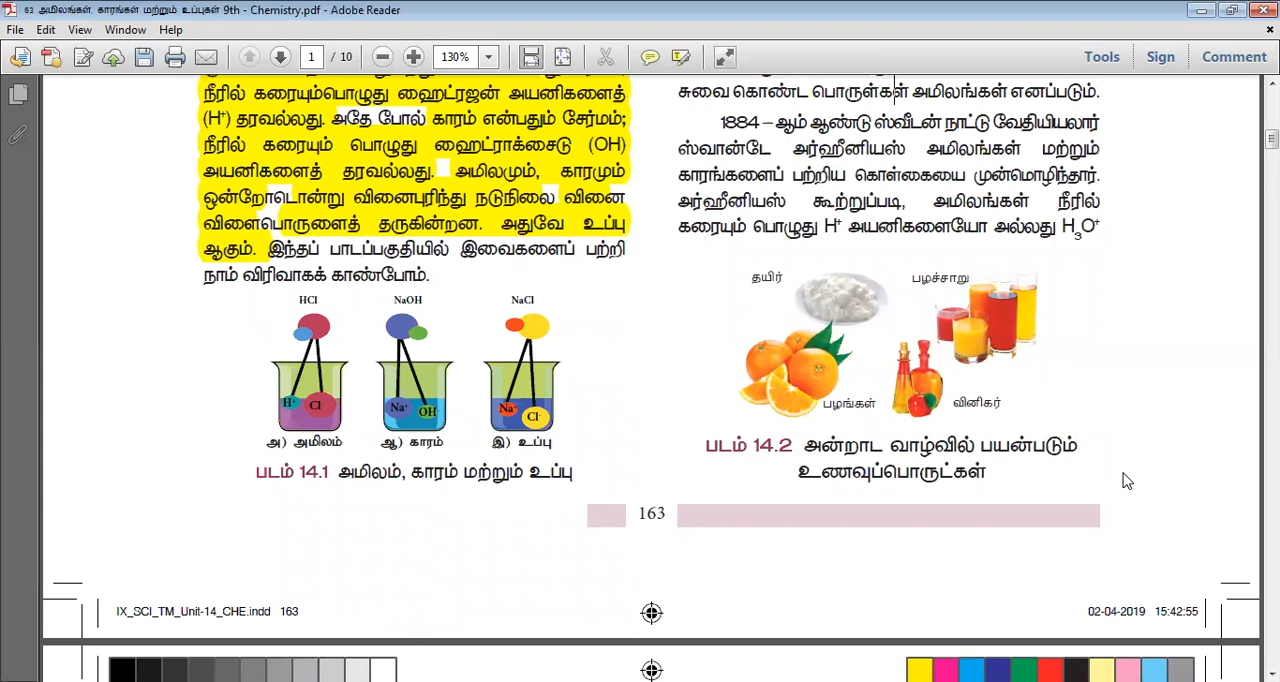 63 அமிலங்கள், காரங்கள் மற்றும் உப்புகள் 9th - Chemistry.pdf - Adobe Reader
File Edit View Window Help
1 / 10 130% Tools Sign Comment
நீரில் கரையும்பொழுது ஹைட்ரஜன் அயனிகளைத்
(H⁺) தரவல்லது. அதே போல் காரம் என்பதும் சேர்மம்;
நீரில் கரையும் பொழுது ஹைட்ராக்சைடு (OH)
அயனிகளைத் தரவல்லது. அமிலமும், காரமும்
ஒன்றோடொன்று வினைபுரிந்து நடுநிலை வினை
விளைபொருளைத் தருகின்றன. அதுவே உப்பு
ஆகும். இந்தப் பாடப்பகுதியில் இவைகளைப் பற்றி
நாம் விரிவாகக் காண்போம்.
HCl NaOH NaCl
H⁺ Cl⁻ Na⁺ OH⁻ Na⁺ Cl⁻
அ) அமிலம் ஆ) காரம் இ) உப்பு
படம் 14.1 அமிலம், காரம் மற்றும் உப்பு
சுவை கொண்ட பொருள்கள் அமிலங்கள் எனப்படும்.
1884 – ஆம் ஆண்டு ஸ்வீடன் நாட்டு வேதியியலார்
ஸ்வான்டே அர்ஹீனியஸ் அமிலங்கள் மற்றும்
காரங்களைப் பற்றிய கொள்கையை முன்மொழிந்தார்.
அர்ஹீனியஸ் கூற்றுப்படி, அமிலங்கள் நீரில்
கரையும் பொழுது H⁺ அயனிகளையோ அல்லது H₃O⁺
தயிர் பழச்சாறு
பழங்கள் வினிகர்
படம் 14.2 அன்றாட வாழ்வில் பயன்படும்
உணவுப்பொருட்கள்
163
IX_SCI_TM_Unit-14_CHE.indd 163 02-04-2019 15:42:55